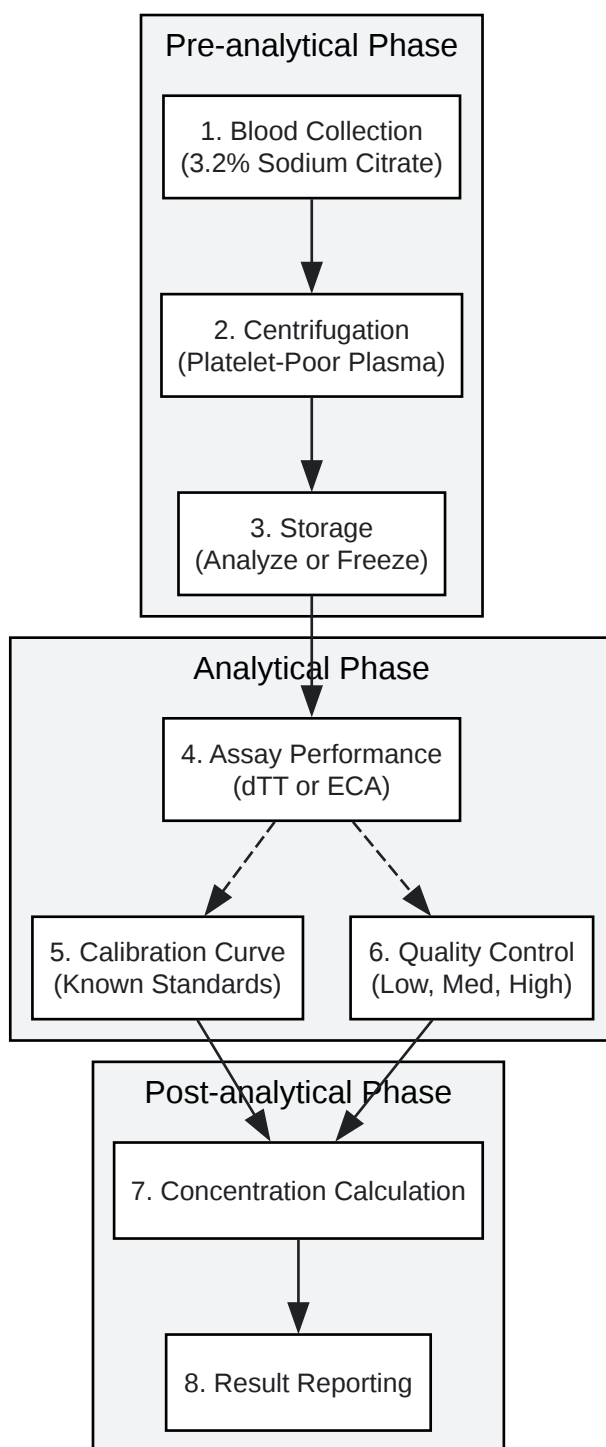 Pre-analytical Phase
1. Blood Collection
(3.2% Sodium Citrate)
2. Centrifugation
(Platelet-Poor Plasma)
3. Storage
(Analyze or Freeze)
Analytical Phase
4. Assay Performance
(dTT or ECA)
5. Calibration Curve
(Known Standards)
6. Quality Control
(Low, Med, High)
Post-analytical Phase
7. Concentration Calculation
8. Result Reporting